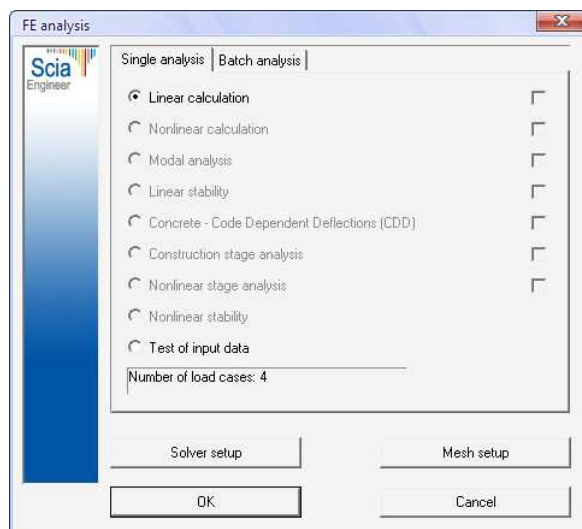 FE analysis
Scia
Engineer
Single analysis
Batch analysis
Linear calculation
Nonlinear calculation
Modal analysis
Linear stability
Concrete - Code Dependent Deflections (CDD)
Construction stage analysis
Nonlinear stage analysis
Nonlinear stability
Test of input data
Number of load cases: 4
Solver setup
Mesh setup
OK
Cancel